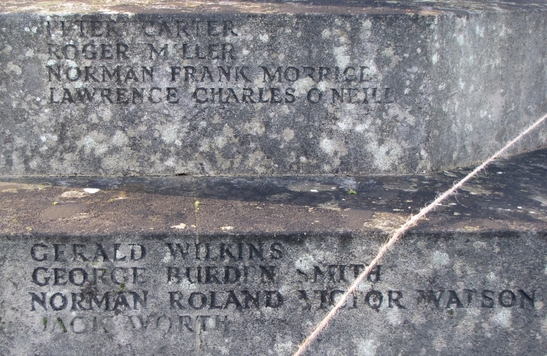 PETER CARTER
ROGER MILLER
NORMAN FRANK MORRICE
LAWRENCE CHARLES O'NEILL
GERALD WILKINS
GEORGE BURDEN SMITH
NORMAN ROLAND VICTOR WATSON
JACK WORTH